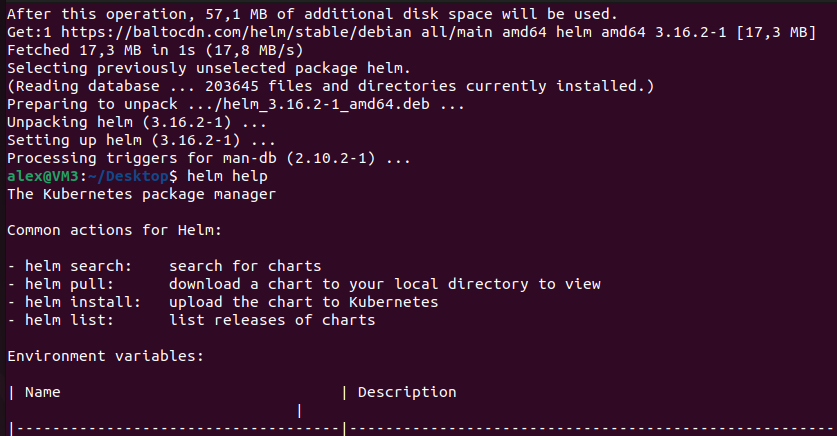 After this operation, 57,1 MB of additional disk space will be used.
Get:1 https://baltocdn.com/helm/stable/debian all/main amd64 helm amd64 3.16.2-1 [17,3 MB]
Fetched 17,3 MB in 1s (17,8 MB/s)
Selecting previously unselected package helm.
(Reading database ... 203645 files and directories currently installed.)
Preparing to unpack .../helm_3.16.2-1_amd64.deb ...
Unpacking helm (3.16.2-1) ...
Setting up helm (3.16.2-1) ...
Processing triggers for man-db (2.10.2-1) ...
alex@VM3:~/Desktop$ helm help
The Kubernetes package manager

Common actions for Helm:

- helm search:    search for charts
- helm pull:      download a chart to your local directory to view
- helm install:   upload the chart to Kubernetes
- helm list:      list releases of charts

Environment variables:

| Name                               | Description
                                |
|------------------------------------|------------------------------------------------------